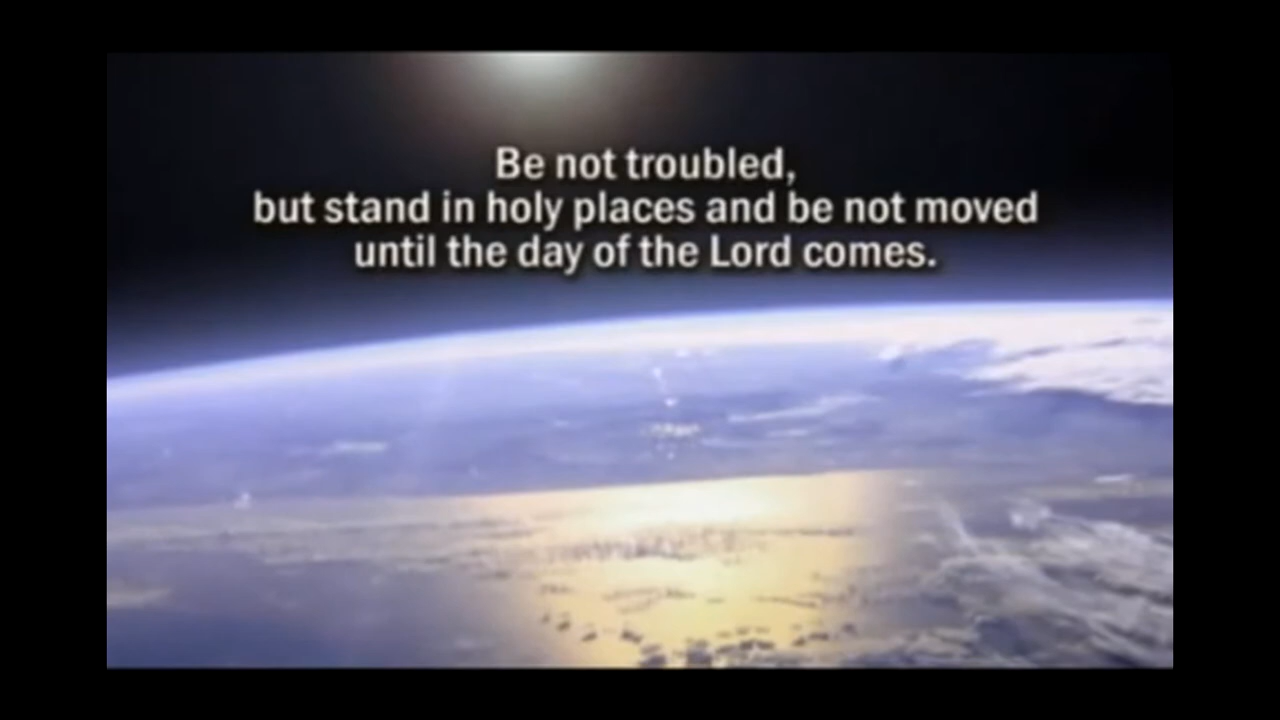 Be not troubled,
but stand in holy places and be not moved
until the day of the Lord comes.